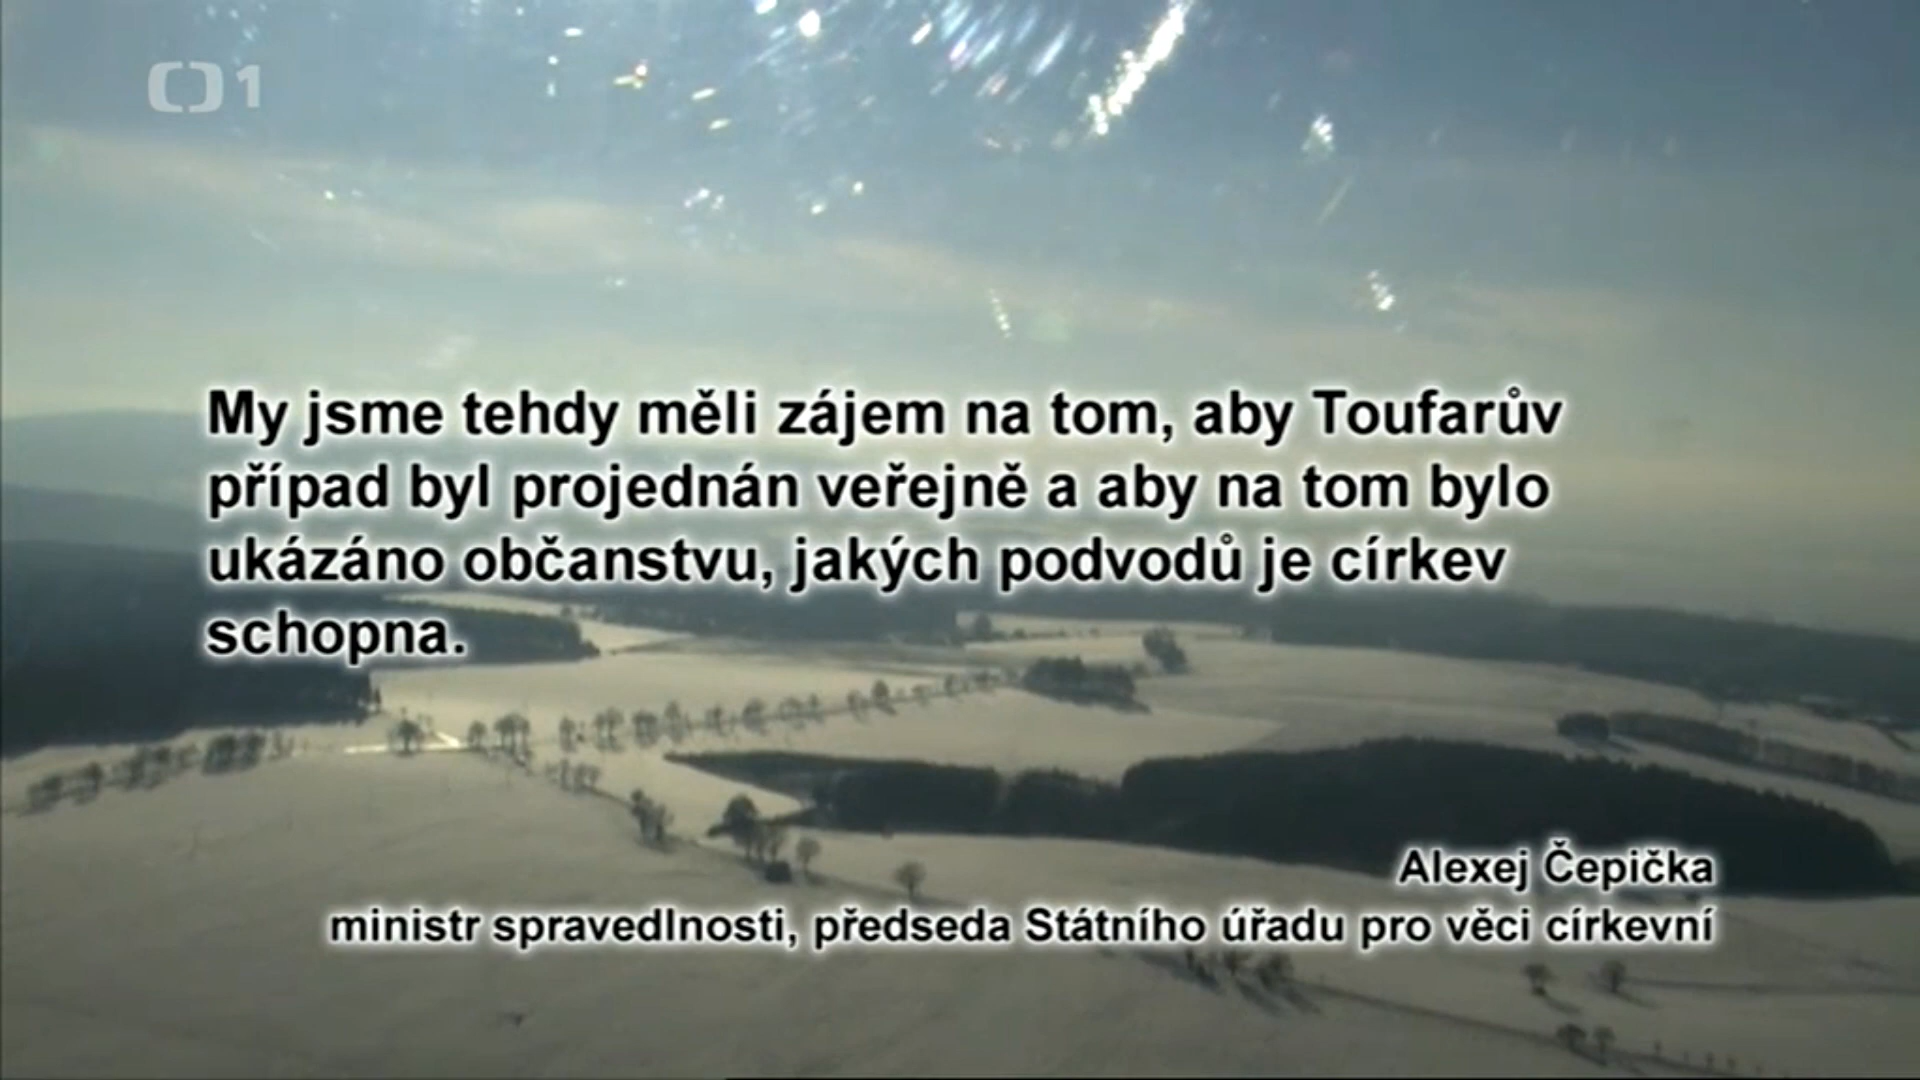 1
My jsme tehdy měli zájem na tom, aby Toufarův
případ byl projednán veřejně a aby na tom bylo
ukázáno občanstvu, jakých podvodů je církev
schopna.
Alexej Čepička
ministr spravedlnosti, předseda Státního úřadu pro věci církevní